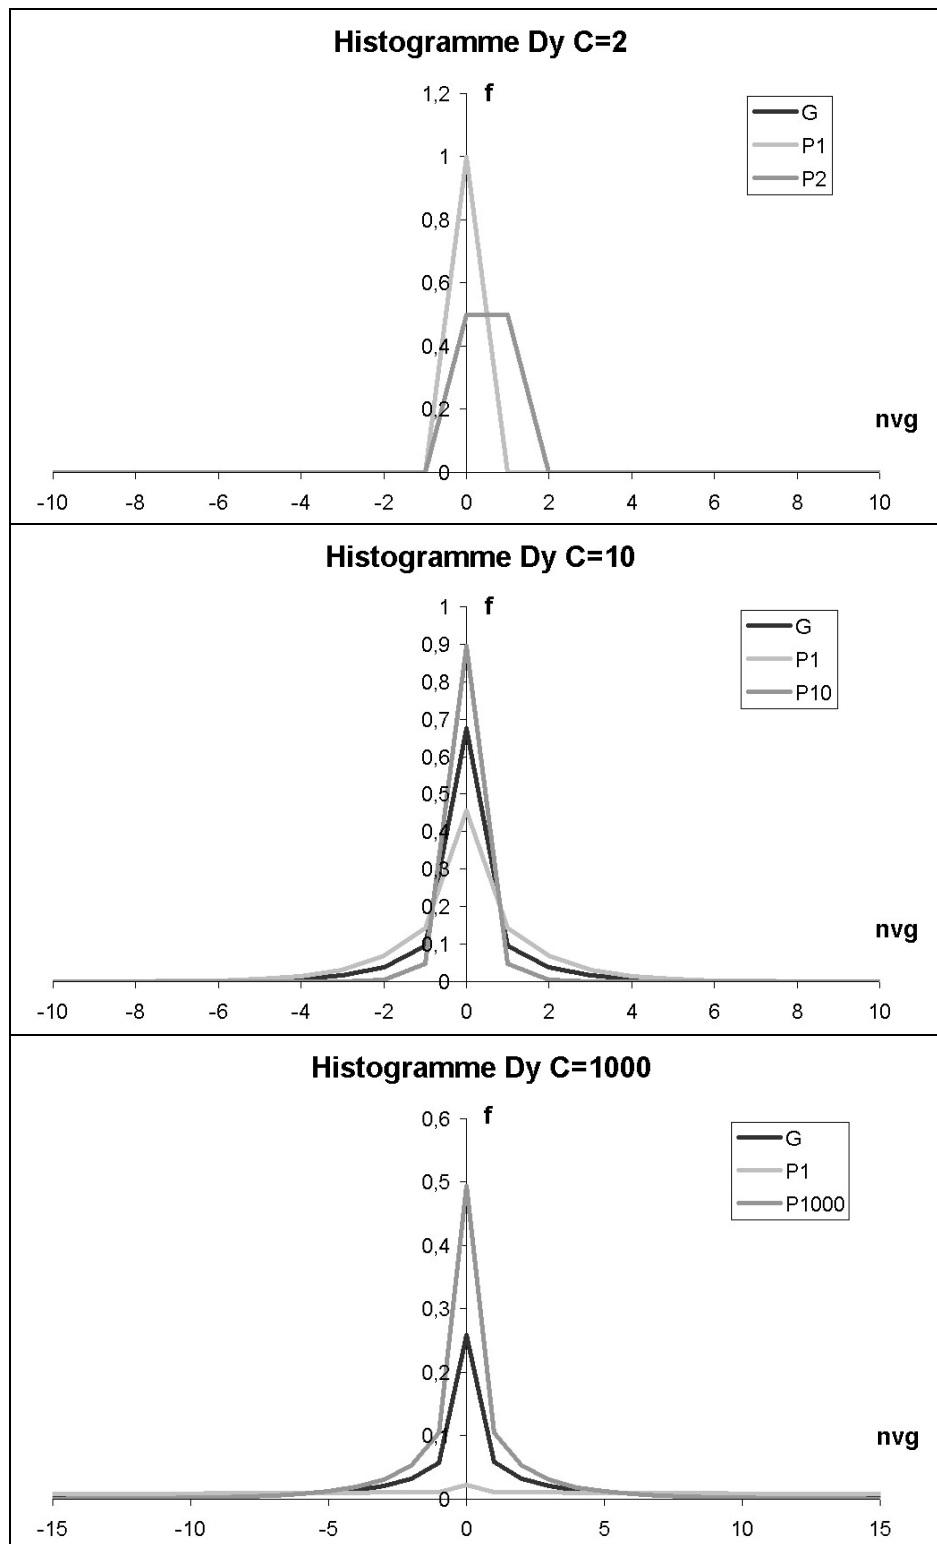 Histogramme Dy C=2
f
1,2
1
0,8
0,6
0,4
0,2
0
nvg
-10 -8 -6 -4 -2 0 2 4 6 8 10
G
P1
P2
Histogramme Dy C=10
f
1
0,9
0,8
0,7
0,6
0,5
0,4
0,3
0,2
0,1
0
nvg
-10 -8 -6 -4 -2 0 2 4 6 8 10
G
P1
P10
Histogramme Dy C=1000
f
0,6
0,5
0,4
0,3
0,2
0,1
0
nvg
-15 -10 -5 0 5 10 15
G
P1
P1000